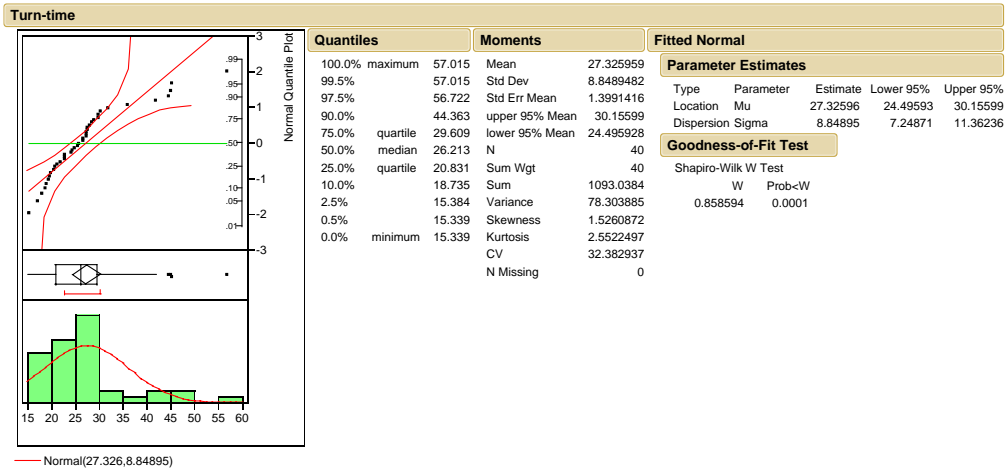 Turn-time
3
2
1
0
-1
-2
-3
.99
.95
.90
.75
.50
.25
.10
.05
.01
Normal Quantile Plot
15 20 25 30 35 40 45 50 55 60
Normal(27.326,8.84895)
Quantiles
100.0% maximum 57.015
99.5% 57.015
97.5% 56.722
90.0% 44.363
75.0% quartile 29.609
50.0% median 26.213
25.0% quartile 20.831
10.0% 18.735
2.5% 15.384
0.5% 15.339
0.0% minimum 15.339
Moments
Mean 27.325959
Std Dev 8.8489482
Std Err Mean 1.3991416
upper 95% Mean 30.15599
lower 95% Mean 24.495928
N 40
Sum Wgt 40
Sum 1093.0384
Variance 78.303885
Skewness 1.5260872
Kurtosis 2.5522497
CV 32.382937
N Missing 0
Fitted Normal
Parameter Estimates
Type Parameter Estimate Lower 95% Upper 95%
Location Mu 27.32596 24.49593 30.15599
Dispersion Sigma 8.84895 7.24871 11.36236
Goodness-of-Fit Test
Shapiro-Wilk W Test
W Prob<W
0.858594 0.0001